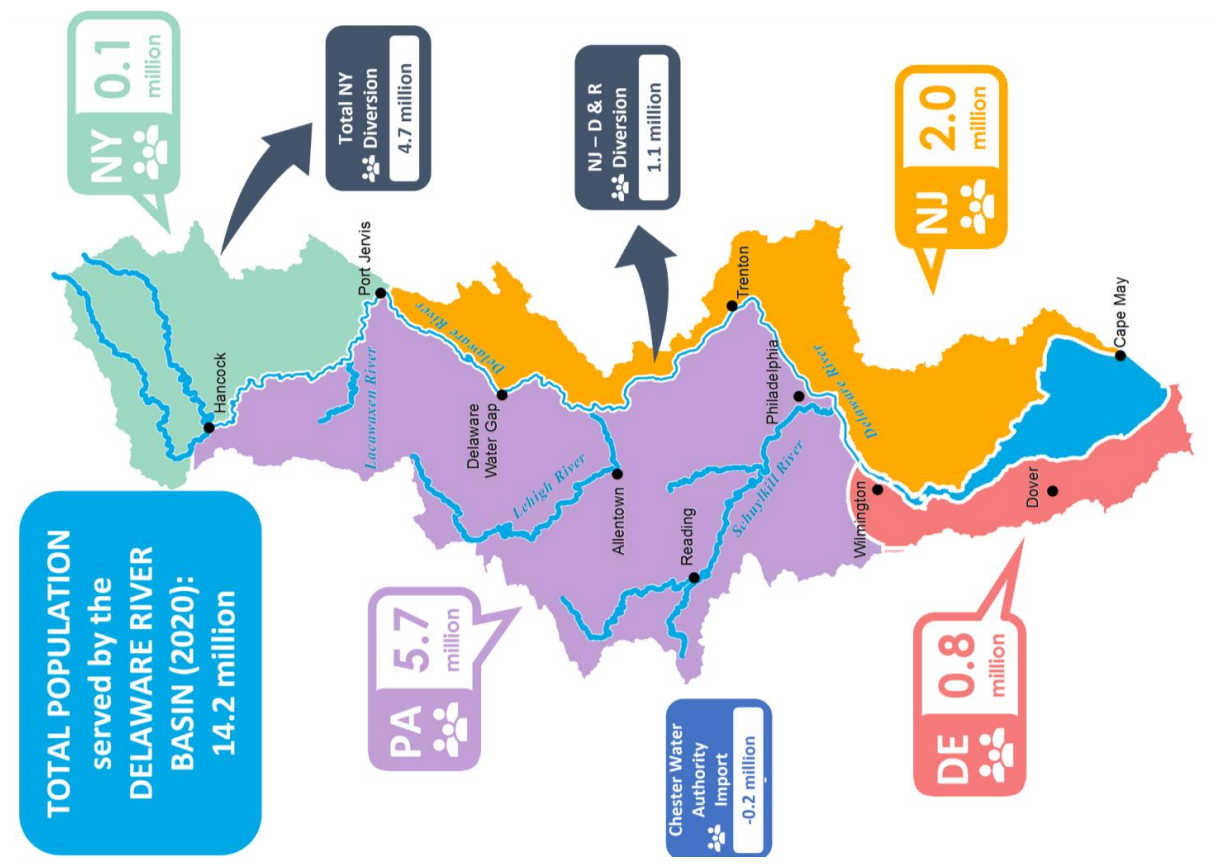 TOTAL POPULATION
served by the
DELAWARE RIVER
BASIN (2020):
14.2 million
NY
0.1
million
Total NY
Diversion
4.7 million
Hancock
Port Jervis
Lacawaxen River
Delaware River
Delaware
Water Gap
PA
5.7
million
Lehigh River
Allentown
NJ – D & R
Diversion
1.1 million
Reading
Schuylkill River
Trenton
Philadelphia
Delaware River
Chester Water
Authority
Import
-0.2 million
NJ
2.0
million
Wilmington
Dover
Cape May
DE
0.8
million